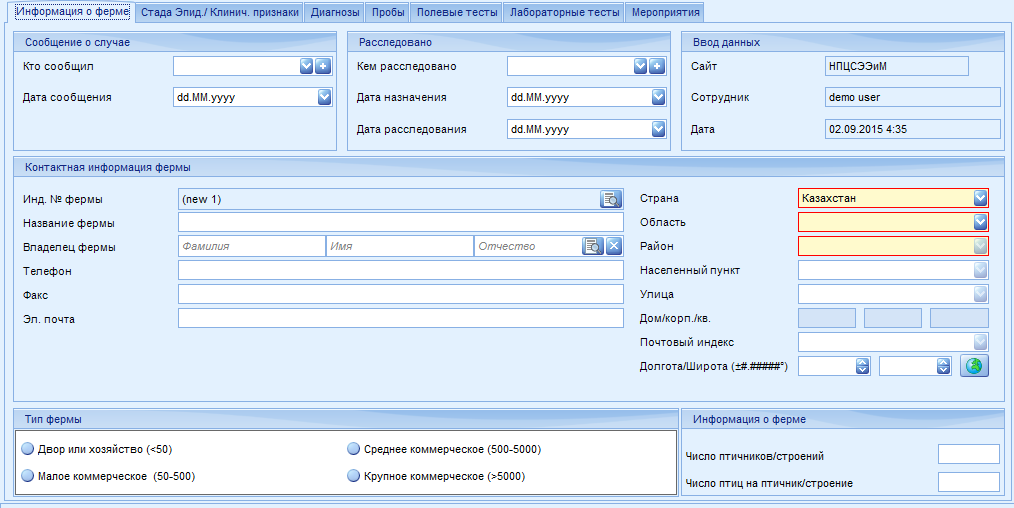 Информация о ферме Стада Эпид./ Клинич. признаки Диагнозы Пробы Полевые тесты Лабораторные тесты Мероприятия
Сообщение о случае
Кто сообщил
Дата сообщения dd.MM.yyyy
Расследовано
Кем расследовано
Дата назначения dd.MM.yyyy
Дата расследования dd.MM.yyyy
Ввод данных
Сайт НПЦСЭЭиМ
Сотрудник demo user
Дата 02.09.2015 4:35
Контактная информация фермы
Инд. № фермы (new 1)
Название фермы
Владелец фермы Фамилия Имя Отчество
Телефон
Факс
Эл. почта
Страна Казахстан
Область
Район
Населенный пункт
Улица
Дом/корп./кв.
Почтовый индекс
Долгота/Широта (±#.#####°)
Тип фермы
Двор или хозяйство (<50)
Малое коммерческое (50-500)
Среднее коммерческое (500-5000)
Крупное коммерческое (>5000)
Информация о ферме
Число птичников/строений
Число птиц на птичник/строение